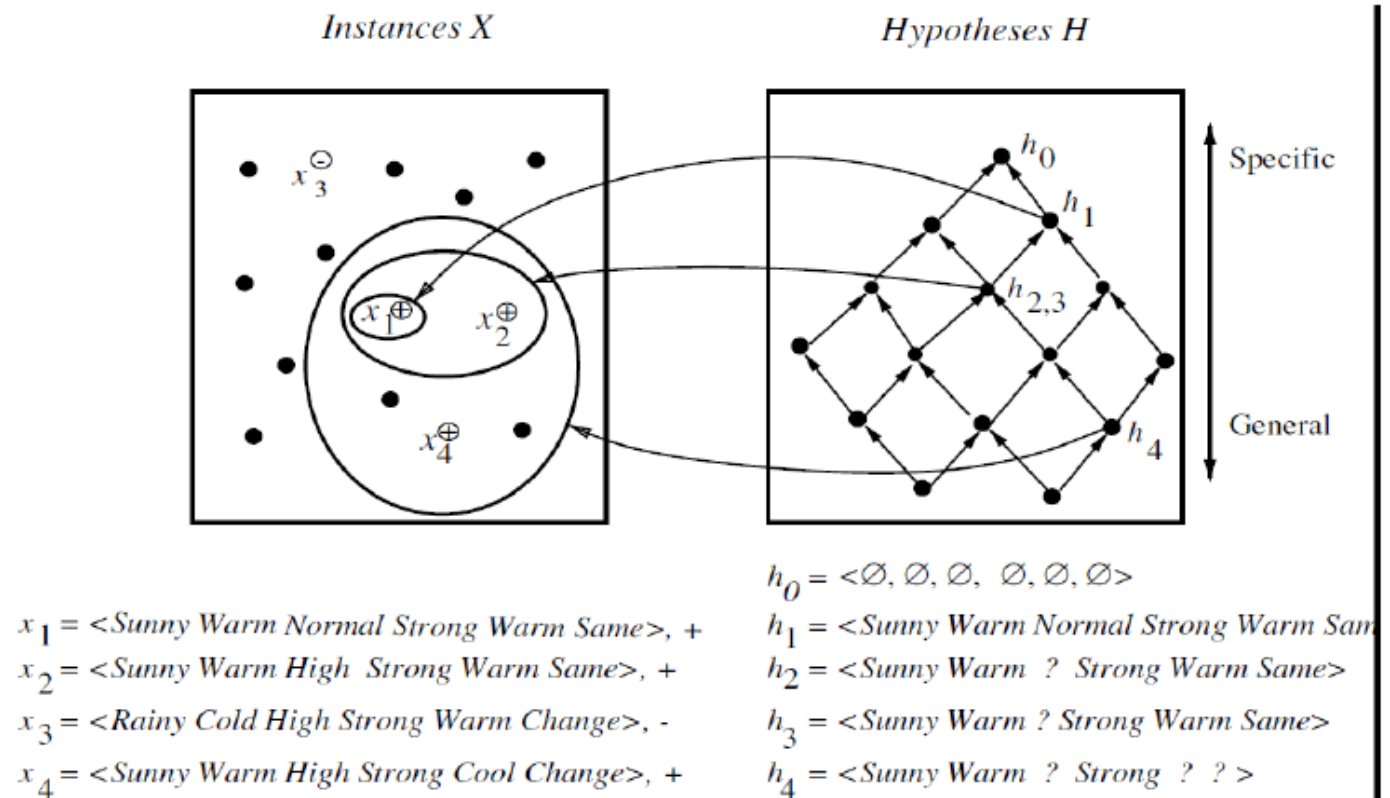 Instances X
Hypotheses H
x3
h0
Specific
h1
x1
x2
h2,3
x4
h4
General
h0 = <∅, ∅, ∅, ∅, ∅, ∅>
x1 = <Sunny Warm Normal Strong Warm Same>, +
h1 = <Sunny Warm Normal Strong Warm Sam
x2 = <Sunny Warm High Strong Warm Same>, +
h2 = <Sunny Warm ? Strong Warm Same>
x3 = <Rainy Cold High Strong Warm Change>, -
h3 = <Sunny Warm ? Strong Warm Same>
x4 = <Sunny Warm High Strong Cool Change>, +
h4 = <Sunny Warm ? Strong ? ? >